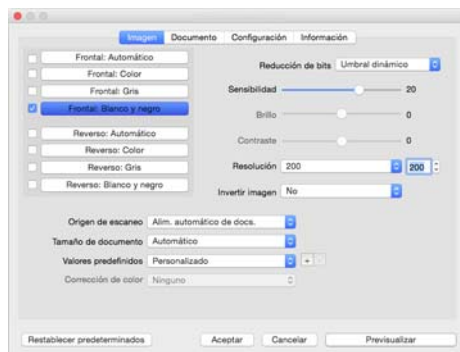 Imagen Documento Configuración Información
Frontal: Automático
Frontal: Color
Frontal: Gris
Frontal: Blanco y negro
Reverso: Automático
Reverso: Color
Reverso: Gris
Reverso: Blanco y negro
Reducción de bits Umbral dinámico
Sensibilidad 20
Brillo 0
Contraste 0
Resolución 200 200
Invertir imagen No
Origen de escaneo Alim. automático de docs.
Tamaño de documento Automático
Valores predefinidos Personalizado + -
Corrección de color Ninguno
Restablecer predeterminados Aceptar Cancelar Previsualizar